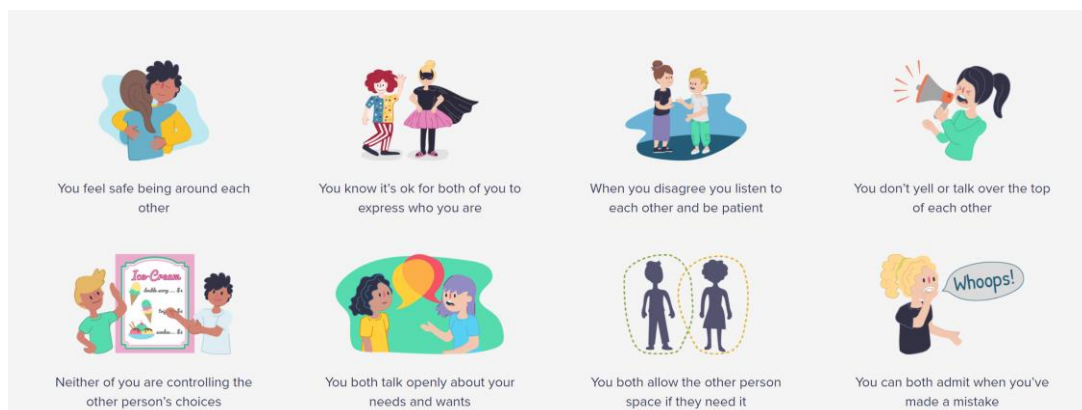 You feel safe being around each
other
You know it's ok for both of you to
express who you are
When you disagree you listen to
each other and be patient
You don't yell or talk over the top
of each other
Ice-Cream
Whoops!
Neither of you are controlling the
other person's choices
You both talk openly about your
needs and wants
You both allow the other person
space if they need it
You can both admit when you've
made a mistake